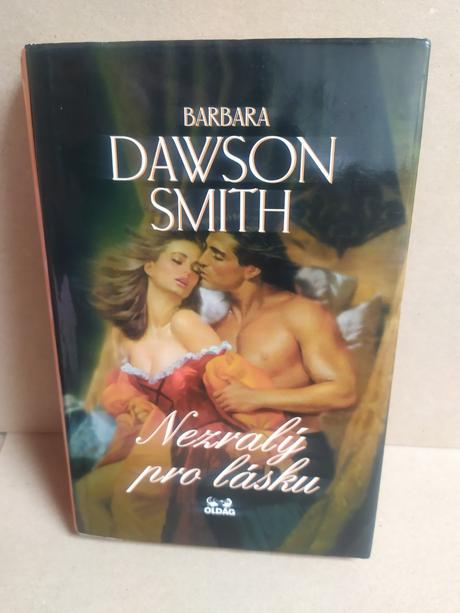 BARBARA
DAWSON
SMITH
Nezralý
pro lásku
OLDAG